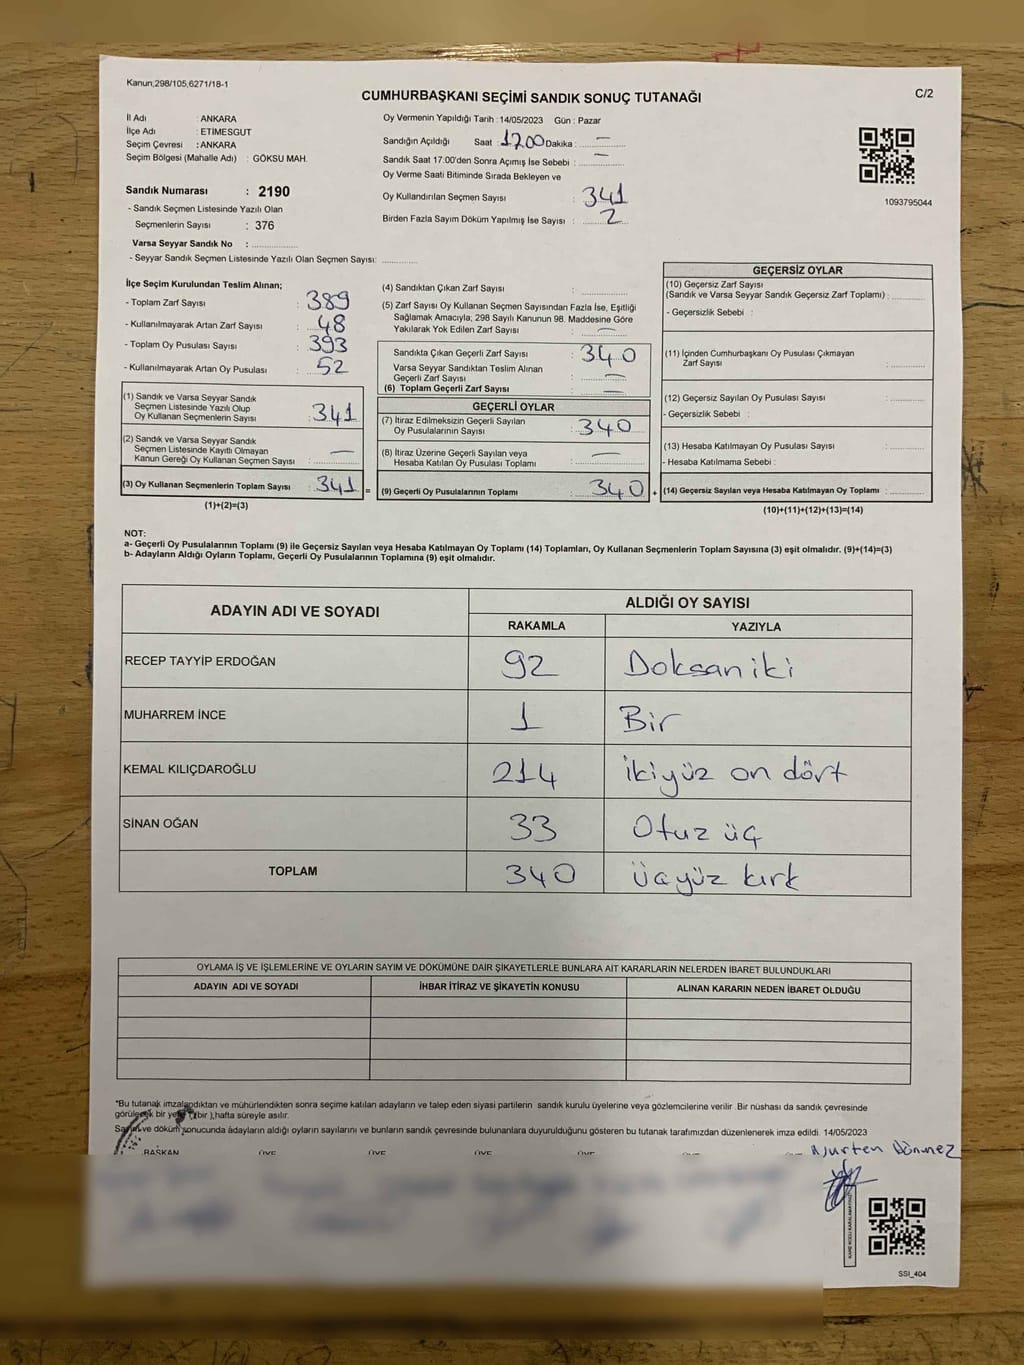 Kanun,298/105,6271/18-1
CUMHURBAŞKANI SEÇİMİ SANDIK SONUÇ TUTANAĞI
C/2
İl Adı : ANKARA
İlçe Adı : ETİMESGUT
Seçim Çevresi : ANKARA
Seçim Bölgesi (Mahalle Adı) : GÖKSU MAH.
Sandık Numarası : 2190
- Sandık Seçmen Listesinde Yazılı Olan
Seçmenlerin Sayısı : 376
Varsa Seyyar Sandık No : ..............
- Seyyar Sandık Seçmen Listesinde Yazılı Olan Seçmen Sayısı: ..............
Oy Vermenin Yapıldığı Tarih : 14/05/2023 Gün : Pazar
Sandığın Açıldığı Saat : 17.00 Dakika : —
Sandık Saat 17:00'den Sonra Açımış İse Sebebi : —
Oy Verme Saati Bitiminde Sırada Bekleyen ve
Oy Kullandırılan Seçmen Sayısı : 341
Birden Fazla Sayım Döküm Yapılmış İse Sayısı : 2
1093795044
İlçe Seçim Kurulundan Teslim Alınan;
- Toplam Zarf Sayısı : 389
- Kullanılmayarak Artan Zarf Sayısı : 48
- Toplam Oy Pusulası Sayısı : 393
- Kullanılmayarak Artan Oy Pusulası : 52
(1) Sandık ve Varsa Seyyar Sandık
Seçmen Listesinde Yazılı Olup
Oy Kullanan Seçmenlerin Sayısı : 341
(2) Sandık ve Varsa Seyyar Sandık
Seçmen Listesinde Kayıtlı Olmayan
Kanun Gereği Oy Kullanan Seçmen Sayısı : —
(3) Oy Kullanan Seçmenlerin Toplam Sayısı : 341 =
(1)+(2)=(3)
(4) Sandıktan Çıkan Zarf Sayısı : ..............
(5) Zarf Sayısı Oy Kullanan Seçmen Sayısından Fazla İse, Eşitliği
Sağlamak Amacıyla; 298 Sayılı Kanunun 98. Maddesine Göre
Yakılarak Yok Edilen Zarf Sayısı : —
Sandıkta Çıkan Geçerli Zarf Sayısı : 340
Varsa Seyyar Sandıktan Teslim Alınan
Geçerli Zarf Sayısı : —
(6) Toplam Geçerli Zarf Sayısı : —
GEÇERLİ OYLAR
(7) İtiraz Edilmeksizin Geçerli Sayılan
Oy Pusulalarının Sayısı : 340
(8) İtiraz Üzerine Geçerli Sayılan veya
Hesaba Katılan Oy Pusulası Toplamı : —
(9) Geçerli Oy Pusulalarının Toplamı : 340 +
GEÇERSİZ OYLAR
(10) Geçersiz Zarf Sayısı
(Sandık ve Varsa Seyyar Sandık Geçersiz Zarf Toplamı) : ..............
- Geçersizlik Sebebi :
(11) İçinden Cumhurbaşkanı Oy Pusulası Çıkmayan
Zarf Sayısı : ..............
(12) Geçersiz Sayılan Oy Pusulası Sayısı : ..............
- Geçersizlik Sebebi :
(13) Hesaba Katılmayan Oy Pusulası Sayısı : ..............
- Hesaba Katılmama Sebebi :
(14) Geçersiz Sayılan veya Hesaba Katılmayan Oy Toplamı : ..............
(10)+(11)+(12)+(13)=(14)
NOT:
a- Geçerli Oy Pusulalarının Toplamı (9) ile Geçersiz Sayılan veya Hesaba Katılmayan Oy Toplamı (14) Toplamları, Oy Kullanan Seçmenlerin Toplam Sayısına (3) eşit olmalıdır. (9)+(14)=(3)
b- Adayların Aldığı Oyların Toplamı, Geçerli Oy Pusulalarının Toplamına (9) eşit olmalıdır.
ADAYIN ADI VE SOYADI
ALDIĞI OY SAYISI
RAKAMLA YAZIYLA
RECEP TAYYİP ERDOĞAN 92 Doksan iki
MUHARREM İNCE 1 Bir
KEMAL KILIÇDAROĞLU 214 ikiyüz on dört
SİNAN OĞAN 33 Otuz üç
TOPLAM 340 üçyüz kırk
OYLAMA İŞ VE İŞLEMLERİNE VE OYLARIN SAYIM VE DÖKÜMÜNE DAİR ŞİKAYETLERLE BUNLARA AİT KARARLARIN NELERDEN İBARET BULUNDUKLARI
ADAYIN ADI VE SOYADI İHBAR İTİRAZ VE ŞİKAYETİN KONUSU ALINAN KARARIN NEDEN İBARET OLDUĞU
*Bu tutanak imzalandıktan ve mühürlendikten sonra seçime katılan adayların ve talep eden siyasi partilerin sandık kurulu üyelerine veya gözlemcilerine verilir .Bir nüshası da sandık çevresinde
görülecek bir yere (bir ),hafta süreyle asılır.
Sayım ve döküm sonucunda adayların aldığı oyların sayılarını ve bunların sandık çevresinde bulunanlara duyurulduğunu gösteren bu tutanak tarafımızdan düzenlenerek imza edildi. 14/05/2023
BAŞKAN ÜYE ÜYE ÜYE ÜYE
Nurten Dönmez
SSI_404